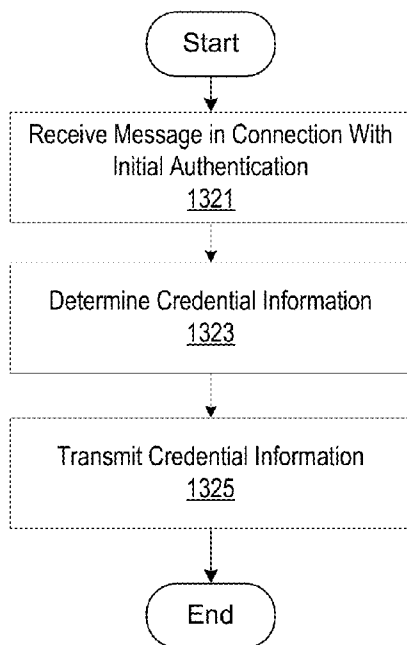 Start
Receive Message in Connection With
Initial Authentication
1321
Determine Credential Information
1323
Transmit Credential Information
1325
End